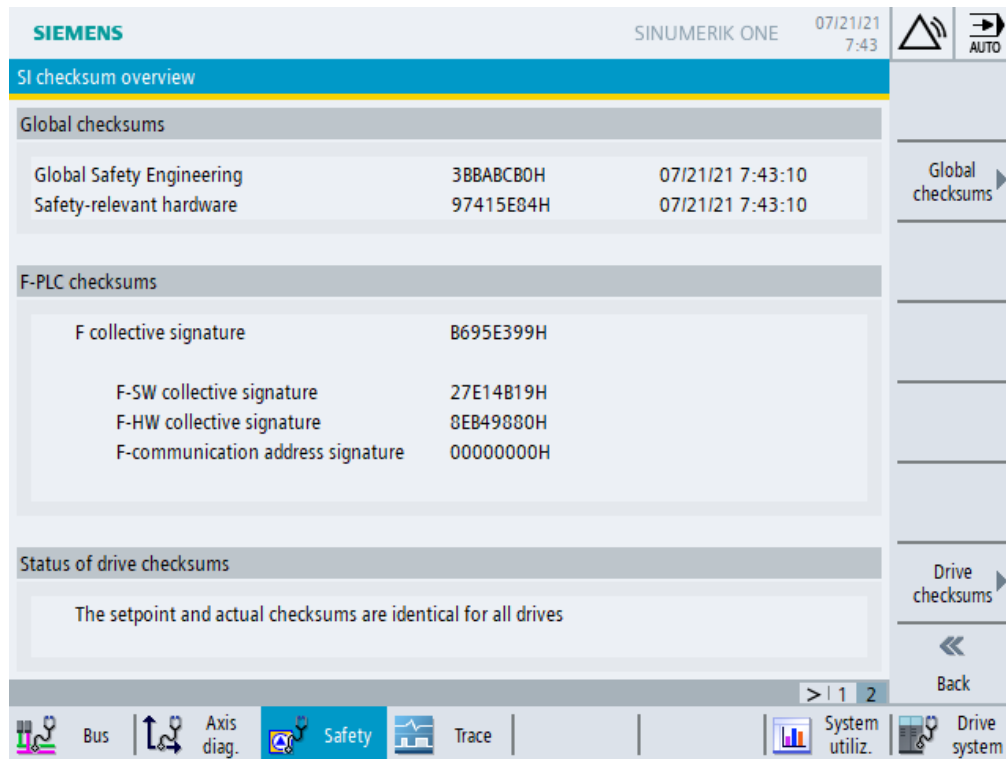 SIEMENS
SINUMERIK ONE
07/21/21
7:43
AUTO
SI checksum overview
Global checksums
Global Safety Engineering 3BBABCB0H 07/21/21 7:43:10
Safety-relevant hardware 97415E84H 07/21/21 7:43:10
F-PLC checksums
F collective signature B695E399H
F-SW collective signature 27E14B19H
F-HW collective signature 8EB49880H
F-communication address signature 00000000H
Status of drive checksums
The setpoint and actual checksums are identical for all drives
Global
checksums
Drive
checksums
Back
> 1 2
Bus
Axis
diag.
Safety
Trace
System
utiliz.
Drive
system